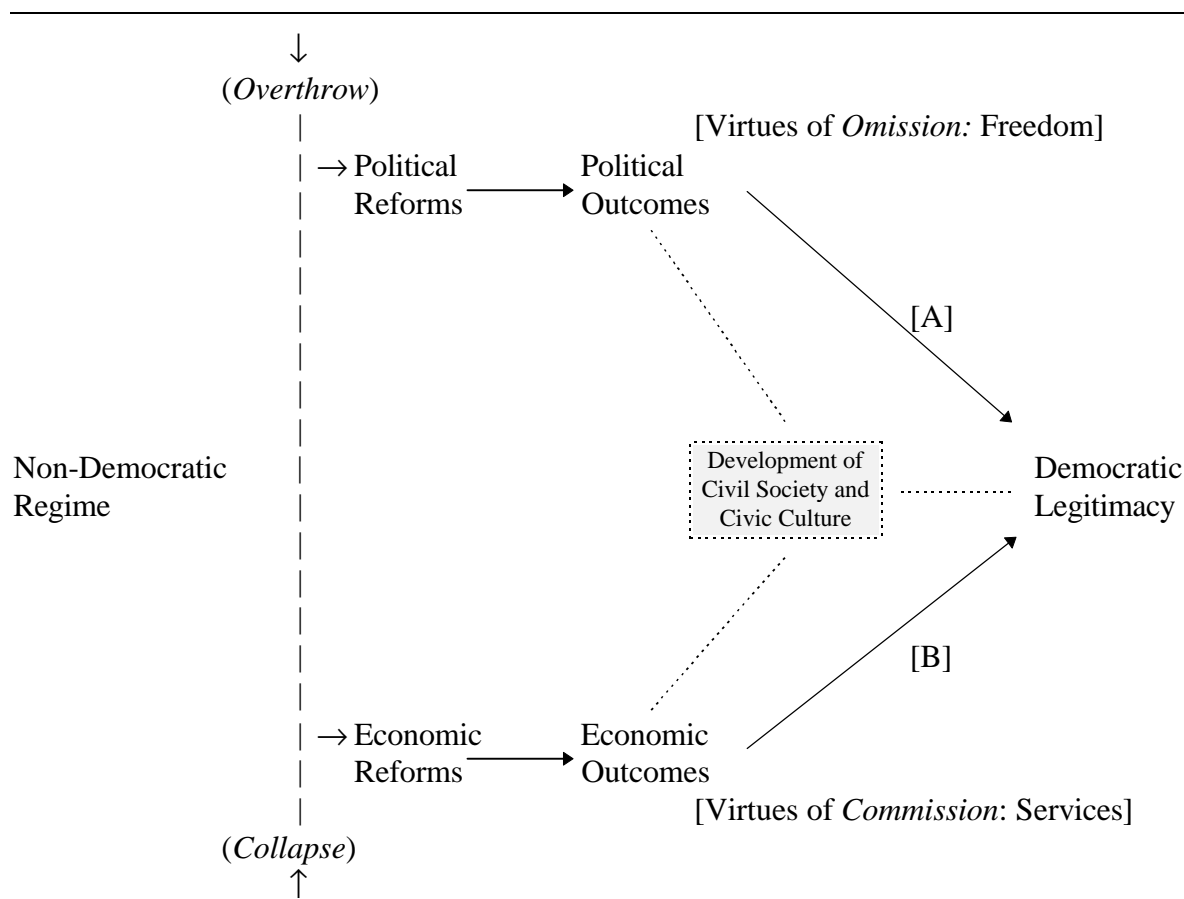 ↓
(Overthrow)
[Virtues of Omission: Freedom]
→ Political
Reforms
Political
Outcomes
[A]
Non-Democratic
Regime
Development of
Civil Society and
Civic Culture
Democratic
Legitimacy
[B]
→ Economic
Reforms
Economic
Outcomes
[Virtues of Commission: Services]
(Collapse)
↑